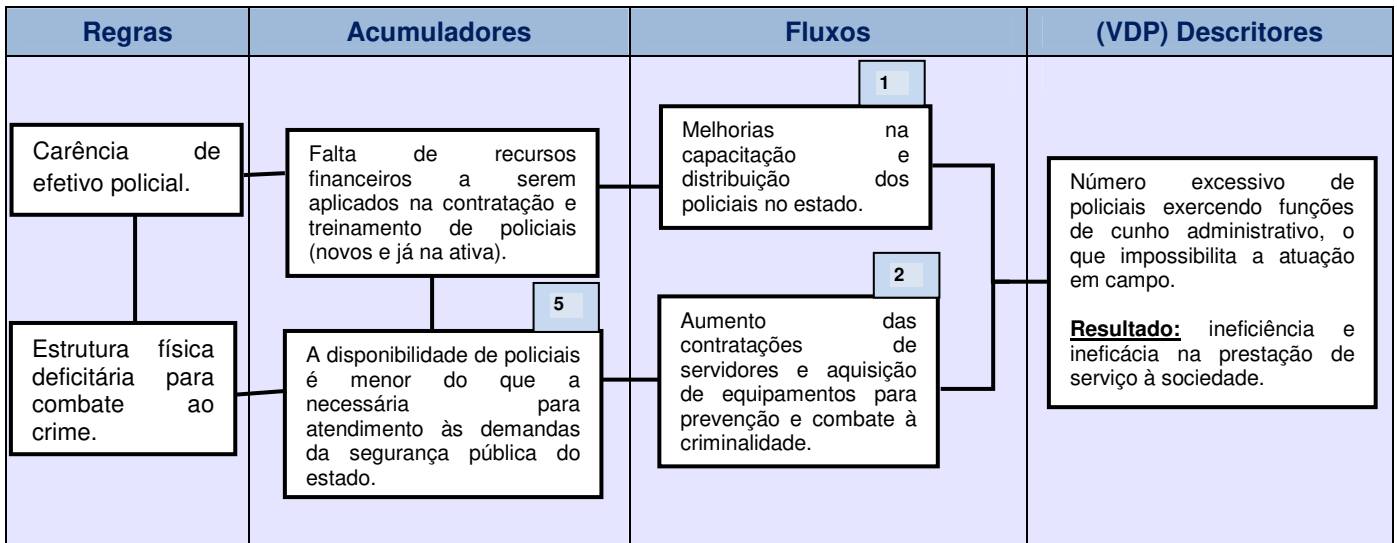 Regras
Acumuladores
Fluxos
(VDP) Descritores
Carência de
efetivo policial.
Estrutura física
deficitária para
combate ao
crime.
Falta de recursos
financeiros a serem
aplicados na contratação e
treinamento de policiais
(novos e já na ativa).
5
A disponibilidade de policiais
é menor do que a
necessária para
atendimento às demandas
da segurança pública do
estado.
1
Melhorias na
capacitação e
distribuição dos
policiais no estado.
2
Aumento das
contratações de
servidores e aquisição
de equipamentos para
prevenção e combate à
criminalidade.
Número excessivo de
policiais exercendo funções
de cunho administrativo, o
que impossibilita a atuação
em campo.
Resultado: ineficiência e
ineficácia na prestação de
serviço à sociedade.